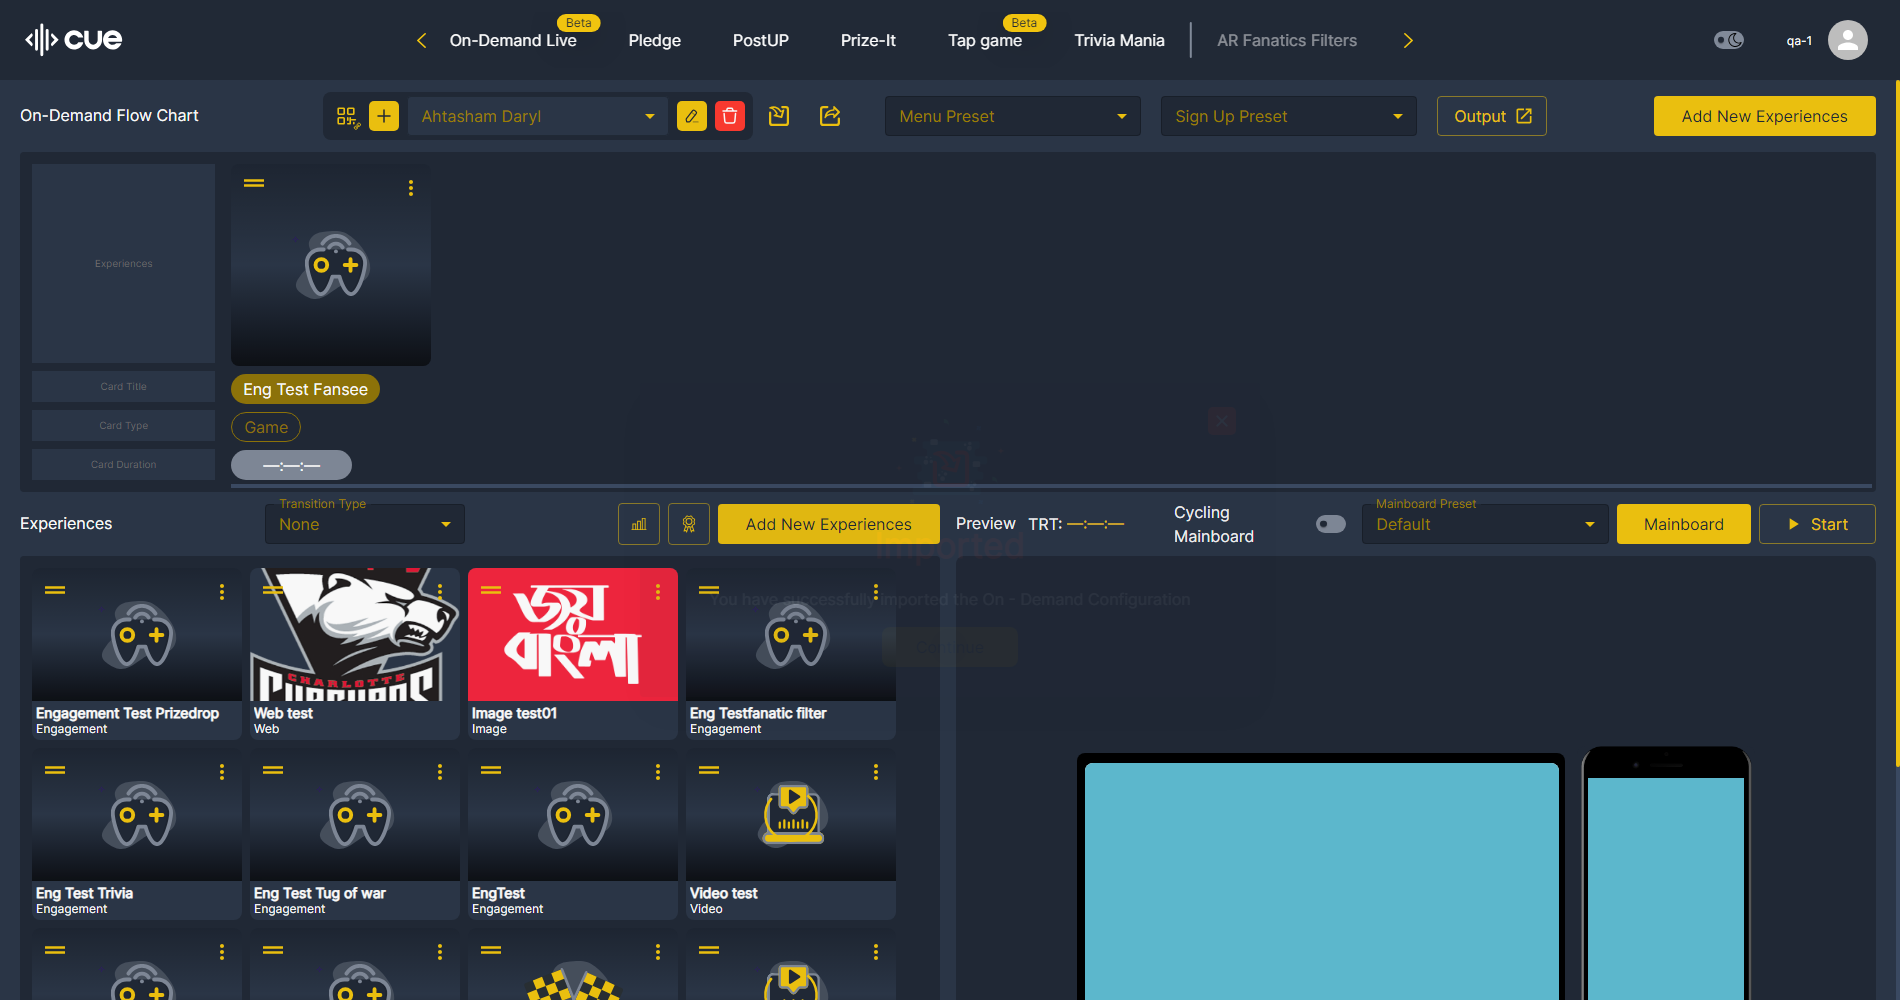 cue
On-Demand Live
Beta
Pledge
PostUP
Prize-It
Tap game
Beta
Trivia Mania
AR Fanatics Filters
qa-1
On-Demand Flow Chart
Ahtasham Daryl
Menu Preset
Sign Up Preset
Output
Add New Experiences
Experiences
Card Title
Card Type
Card Duration
Eng Test Fansee
Game
—:—:—
Experiences
Transition Type
None
Add New Experiences
Preview
TRT: —:—:—
Cycling
Mainboard
Mainboard Preset
Default
Mainboard
Start
Imported
You have successfully imported the On - Demand Configuration
Continue
Engagement Test Prizedrop
Engagement
CHARLOTTE
Web test
Web
জয়
বাংলা
Image test01
Image
Eng Testfanatic filter
Engagement
Eng Test Trivia
Engagement
Eng Test Tug of war
Engagement
EngTest
Engagement
Video test
Video